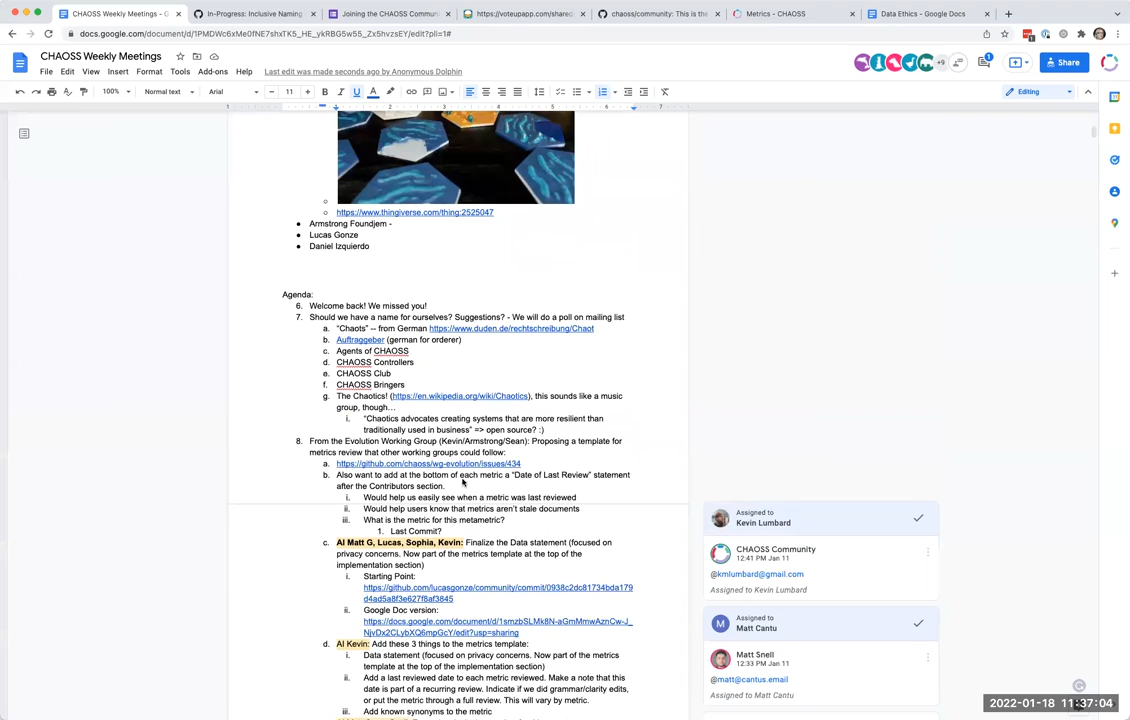 CHAOSS Weekly Meetings - G
In-Progress: Inclusive Naming
Joining the CHAOSS Commun
https://voteupapp.com/shared
chaoss/community: This is the
Metrics - CHAOSS
Data Ethics - Google Docs
docs.google.com/document/d/1PMDWc6xMe0fNE7shxTK5_HE_ykRBG5w55_Zx5hvzsEY/edit?pli=1#
CHAOSS Weekly Meetings
File Edit View Insert Format Tools Add-ons Help Last edit was made seconds ago by Anonymous Dolphin
+9
1
Share
100% Normal text Arial 11 B I U A Editing
1 1 2 3 4 5 6 7
https://www.thingiverse.com/thing:2525047
Armstrong Foundjem -
Lucas Gonze
Daniel Izquierdo
Agenda:
6. Welcome back! We missed you!
7. Should we have a name for ourselves? Suggestions? - We will do a poll on mailing list
a. “Chaots” -- from German https://www.duden.de/rechtschreibung/Chaot
b. Auftraggeber (german for orderer)
c. Agents of CHAOSS
d. CHAOSS Controllers
e. CHAOSS Club
f. CHAOSS Bringers
g. The Chaotics! (https://en.wikipedia.org/wiki/Chaotics), this sounds like a music
group, though…
i. “Chaotics advocates creating systems that are more resilient than
traditionally used in business” => open source? :)
8. From the Evolution Working Group (Kevin/Armstrong/Sean): Proposing a template for
metrics review that other working groups could follow:
a. https://github.com/chaoss/wg-evolution/issues/434
b. Also want to add at the bottom of each metric a “Date of Last Review” statement
after the Contributors section.
i. Would help us easily see when a metric was last reviewed
ii. Would help users know that metrics aren’t stale documents
iii. What is the metric for this metametric?
1. Last Commit?
c. AI Matt G, Lucas, Sophia, Kevin: Finalize the Data statement (focused on
privacy concerns. Now part of the metrics template at the top of the
implementation section)
i. Starting Point:
https://github.com/lucasgonze/community/commit/0938c2dc81734bda179
d4ad5a8f3e627f8af3845
ii. Google Doc version:
https://docs.google.com/document/d/1smzbSLMk8N-aGmMmwAznCw-J_
NjvDx2CLybXQ6mpGcY/edit?usp=sharing
d. AI Kevin: Add these 3 things to the metrics template:
i. Data statement (focused on privacy concerns. Now part of the metrics
template at the top of the implementation section)
ii. Add a last reviewed date to each metric reviewed. Make a note that this
date is part of a recurring review. Indicate if we did grammar/clarity edits,
or put the metric through a full review. This will vary by metric.
iii. Add known synonyms to the metric
Assigned to
Kevin Lumbard
CHAOSS Community
12:41 PM Jan 11
@kmlumbard@gmail.com
Assigned to Kevin Lumbard
M
Assigned to
Matt Cantu
Matt Snell
12:33 PM Jan 11
@matt@cantus.email
Assigned to Matt Cantu
2022-01-18 11:37:04